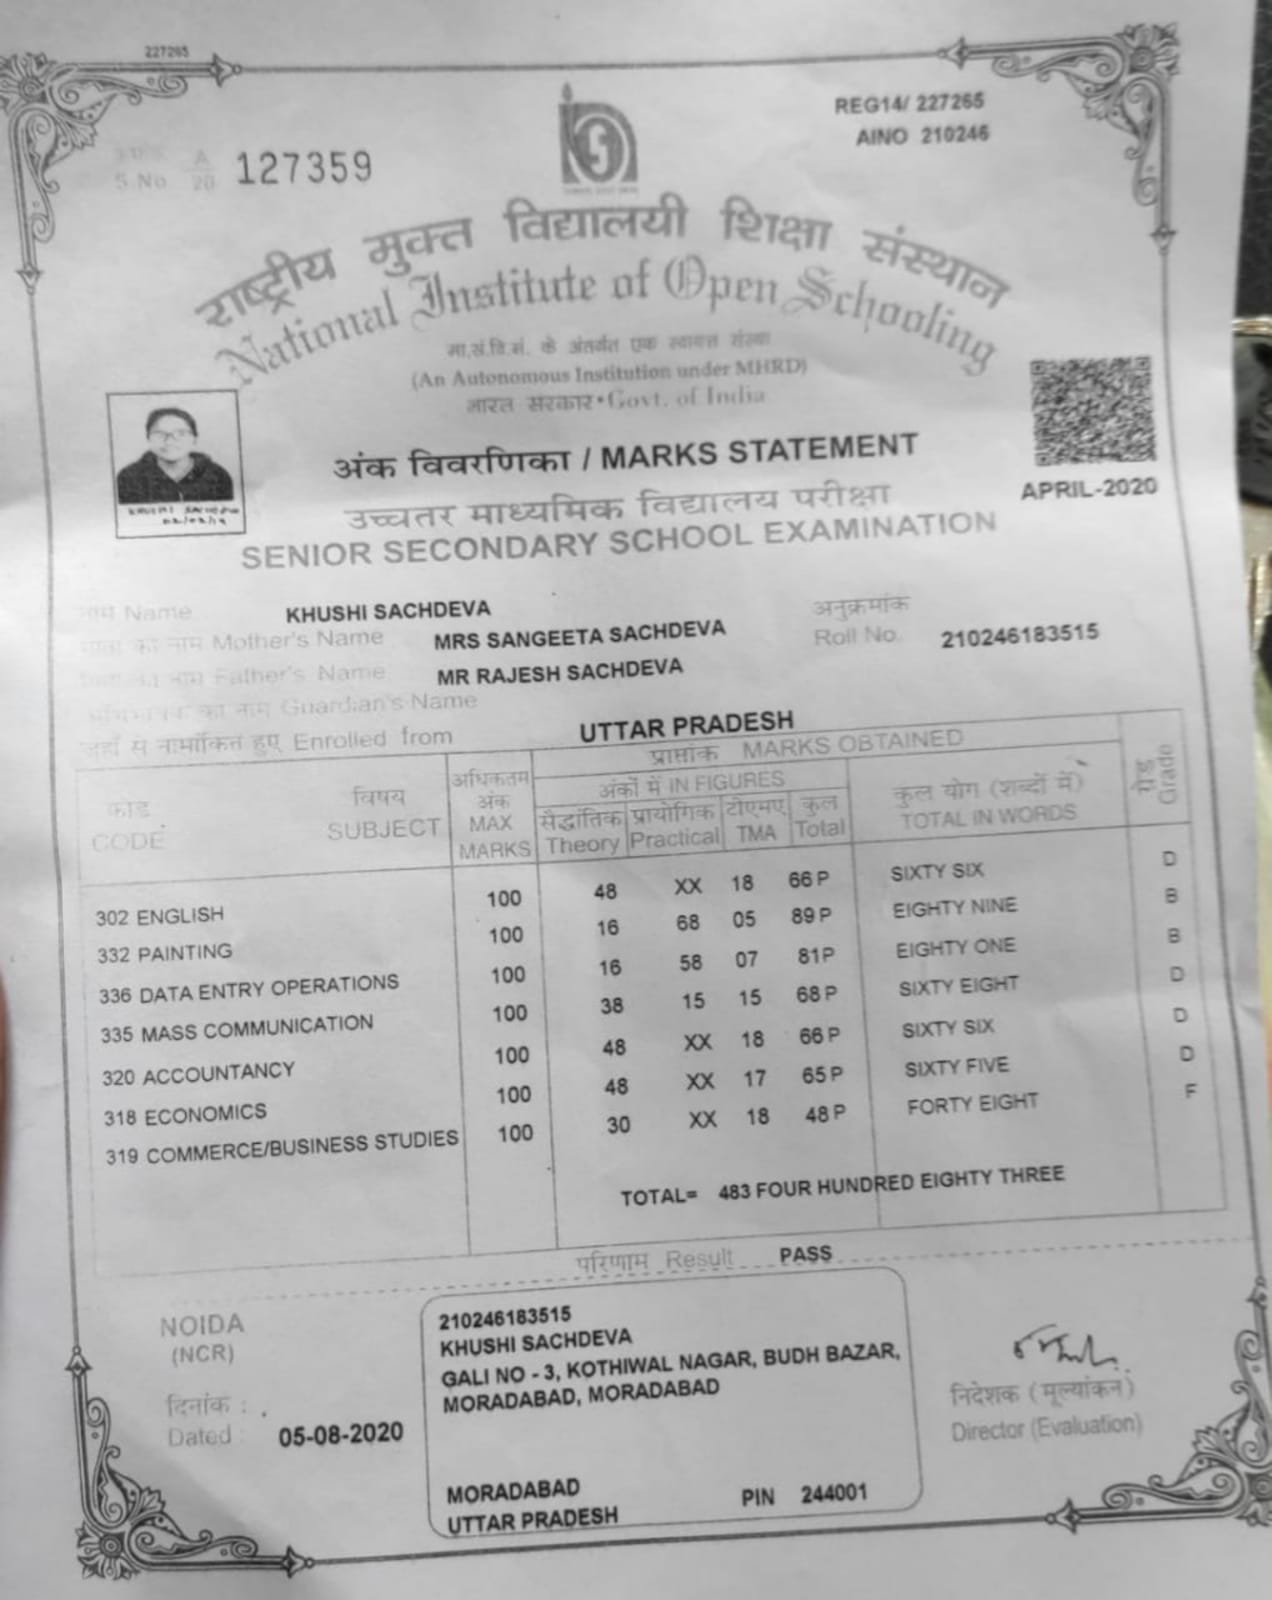 227265
REG14/ 227265
AINO 210246
S.No A/20 127359
राष्ट्रीय मुक्त विद्यालयी शिक्षा संस्थान
National Institute of Open Schooling
मा.सं.वि.मं. के अंतर्गत एक स्वायत्त संस्था
(An Autonomous Institution under MHRD)
भारत सरकार•Govt. of India
अंक विवरणिका / MARKS STATEMENT
APRIL-2020
उच्चतर माध्यमिक विद्यालय परीक्षा
SENIOR SECONDARY SCHOOL EXAMINATION
KHUSHI SACHDEVA
02/02/19
नाम Name KHUSHI SACHDEVA
अनुक्रमांक
माता का नाम Mother's Name MRS SANGEETA SACHDEVA
Roll No. 210246183515
पिता का नाम Father's Name MR RAJESH SACHDEVA
अभिभावक का नाम Guardian's Name
जहाँ से नामांकित हुए Enrolled from UTTAR PRADESH
प्राप्तांक MARKS OBTAINED
कोड CODE
विषय SUBJECT
अधिकतम अंक MAX MARKS
अंकों में IN FIGURES
सैद्धांतिक Theory
प्रायोगिक Practical
टीएमए TMA
कुल Total
कुल योग (शब्दों में)
TOTAL IN WORDS
ग्रेड Grade
302 ENGLISH 100 48 XX 18 66 P SIXTY SIX D
332 PAINTING 100 16 68 05 89 P EIGHTY NINE B
336 DATA ENTRY OPERATIONS 100 16 58 07 81P EIGHTY ONE B
335 MASS COMMUNICATION 100 38 15 15 68 P SIXTY EIGHT D
320 ACCOUNTANCY 100 48 XX 18 66 P SIXTY SIX D
318 ECONOMICS 100 48 XX 17 65 P SIXTY FIVE D
319 COMMERCE/BUSINESS STUDIES 100 30 XX 18 48 P FORTY EIGHT F
TOTAL= 483 FOUR HUNDRED EIGHTY THREE
परिणाम Result PASS
NOIDA
(NCR)
दिनांक :
Dated : 05-08-2020
210246183515
KHUSHI SACHDEVA
GALI NO - 3, KOTHIWAL NAGAR, BUDH BAZAR,
MORADABAD, MORADABAD
MORADABAD
UTTAR PRADESH
PIN 244001
निदेशक (मूल्यांकन)
Director (Evaluation)